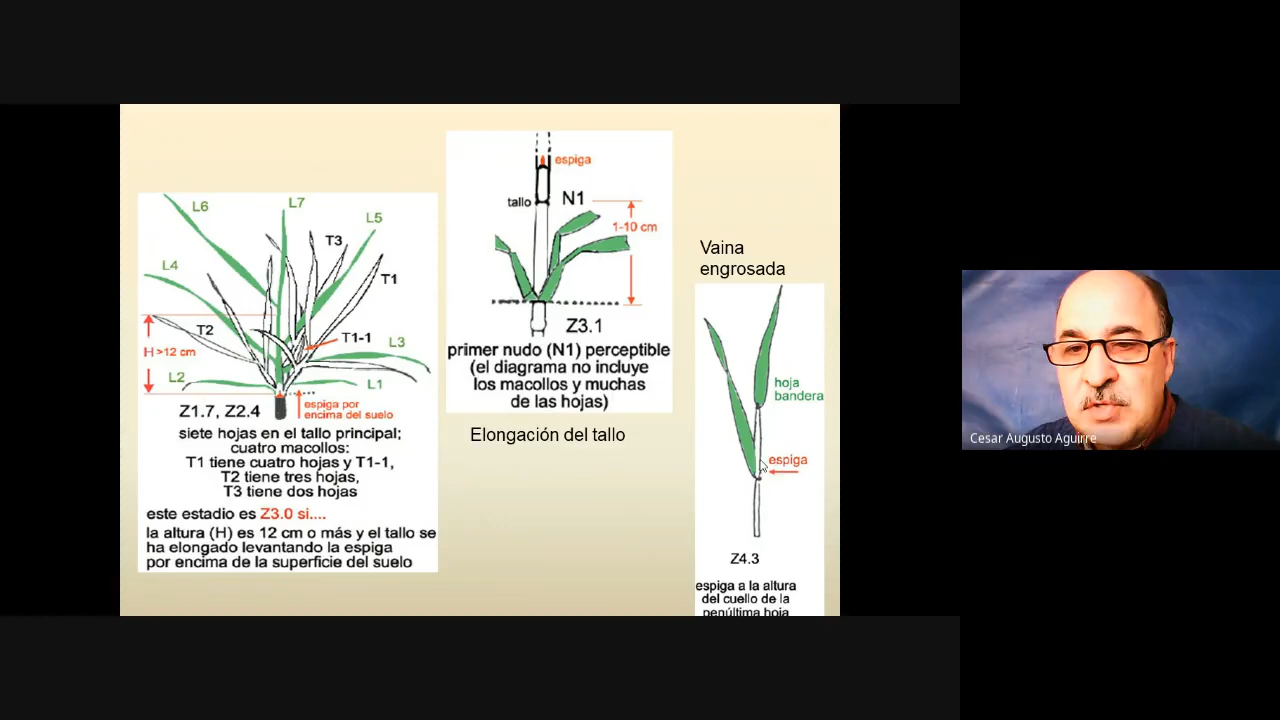 L6
L7
L5
T3
L4
T1
T2
T1-1
H >12 cm
L3
L2
L1
espiga por
encima del suelo
Z1.7, Z2.4
siete hojas en el tallo principal;
cuatro macollos:
T1 tiene cuatro hojas y T1-1,
T2 tiene tres hojas,
T3 tiene dos hojas
este estadio es Z3.0 si....
la altura (H) es 12 cm o más y el tallo se
ha elongado levantando la espiga
por encima de la superficie del suelo
espiga
tallo
N1
1-10 cm
Z3.1
primer nudo (N1) perceptible
(el diagrama no incluye
los macollos y muchas
de las hojas)
Elongación del tallo
Vaina
engrosada
hoja
bandera
espiga
Z4.3
espiga a la altura
del cuello de la
penúltima hoja
Cesar Augusto Aguirre